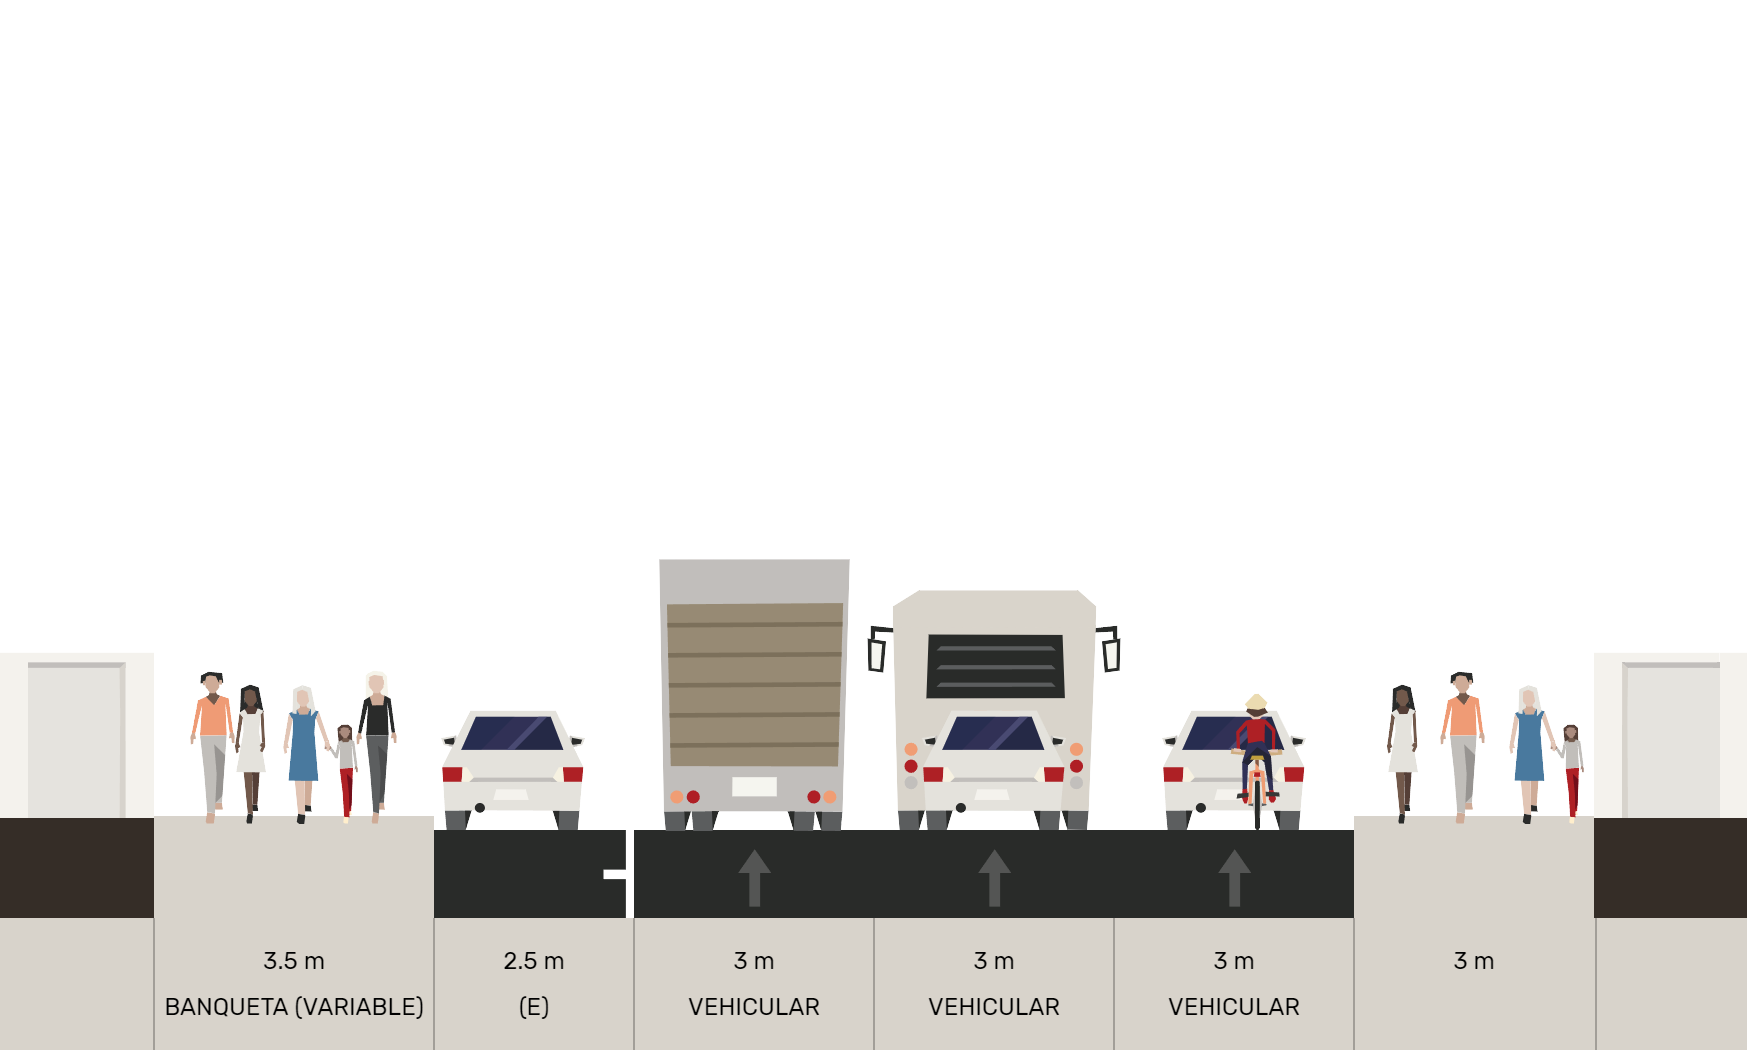 3.5 m
BANQUETA (VARIABLE)
2.5 m
(E)
3 m
VEHICULAR
3 m
VEHICULAR
3 m
VEHICULAR
3 m